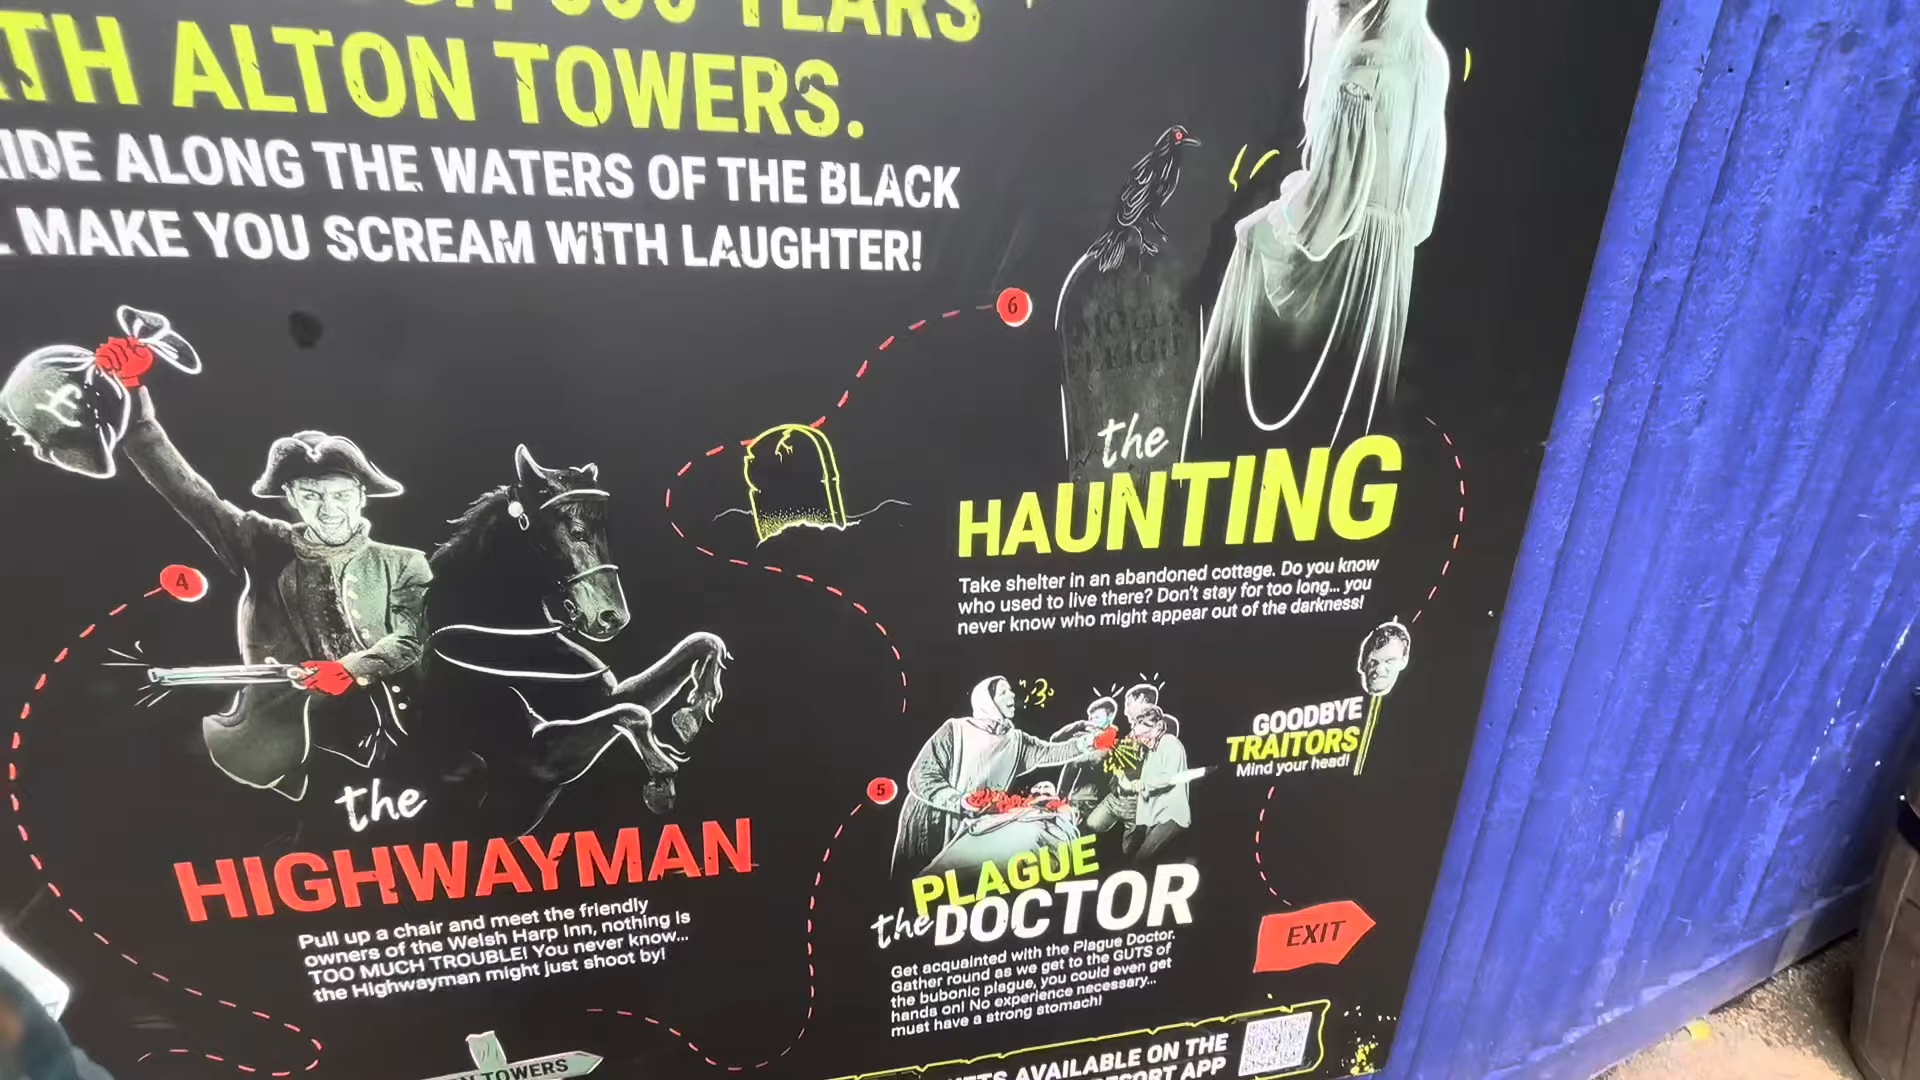 YEARS
ALTON TOWERS.
ALONG THE WATERS OF THE BLACK
MAKE YOU SCREAM WITH LAUGHTER!
6
£
MOLLY
the
HAUNTING
Take shelter in an abandoned cottage. Do you know
who used to live there? Don't stay for too long... you
never know who might appear out of the darkness!
4
GOODBYE
TRAITORS
Mind your head!
5
the
HIGHWAYMAN
Pull up a chair and meet the friendly
owners of the Welsh Harp Inn, nothing is
TOO MUCH TROUBLE! You never know...
the Highwayman might just shoot by!
PLAGUE
the DOCTOR
Get acquainted with the Plague Doctor.
Gather round as we get to the GUTS of
the bubonic plague, you could even get
hands on! No experience necessary...
must have a strong stomach!
EXIT
TOWERS
AVAILABLE ON THE
APP